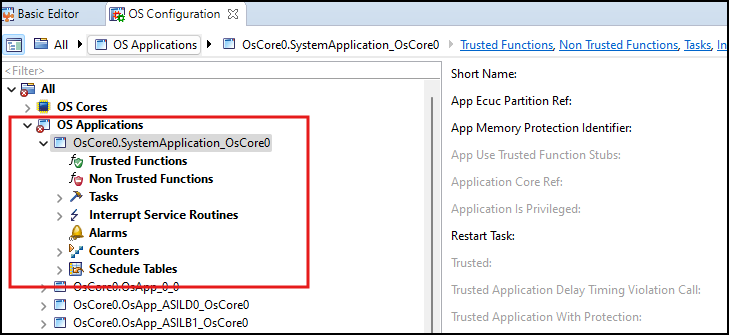 Basic Editor
OS Configuration
All
OS Applications
OsCore0.SystemApplication_OsCore0
Trusted Functions, Non Trusted Functions, Tasks, In
<Filter>
All
OS Cores
OS Applications
OsCore0.SystemApplication_OsCore0
Trusted Functions
Non Trusted Functions
Tasks
Interrupt Service Routines
Alarms
Counters
Schedule Tables
OsCore0.OsApp_0_0
OsCore0.OsApp_ASILD0_OsCore0
OsCore0.OsApp_ASILB1_OsCore0
Short Name:
App Ecuc Partition Ref:
App Memory Protection Identifier:
App Use Trusted Function Stubs:
Application Core Ref:
Application Is Privileged:
Restart Task:
Trusted:
Trusted Application Delay Timing Violation Call:
Trusted Application With Protection: